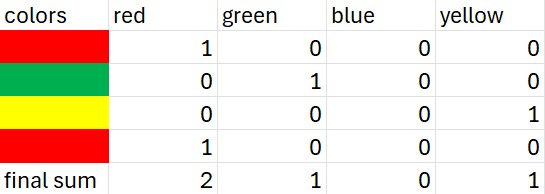 colors red green blue yellow
1 0 0 0
0 1 0 0
0 0 0 1
1 0 0 0
final sum 2 1 0 1